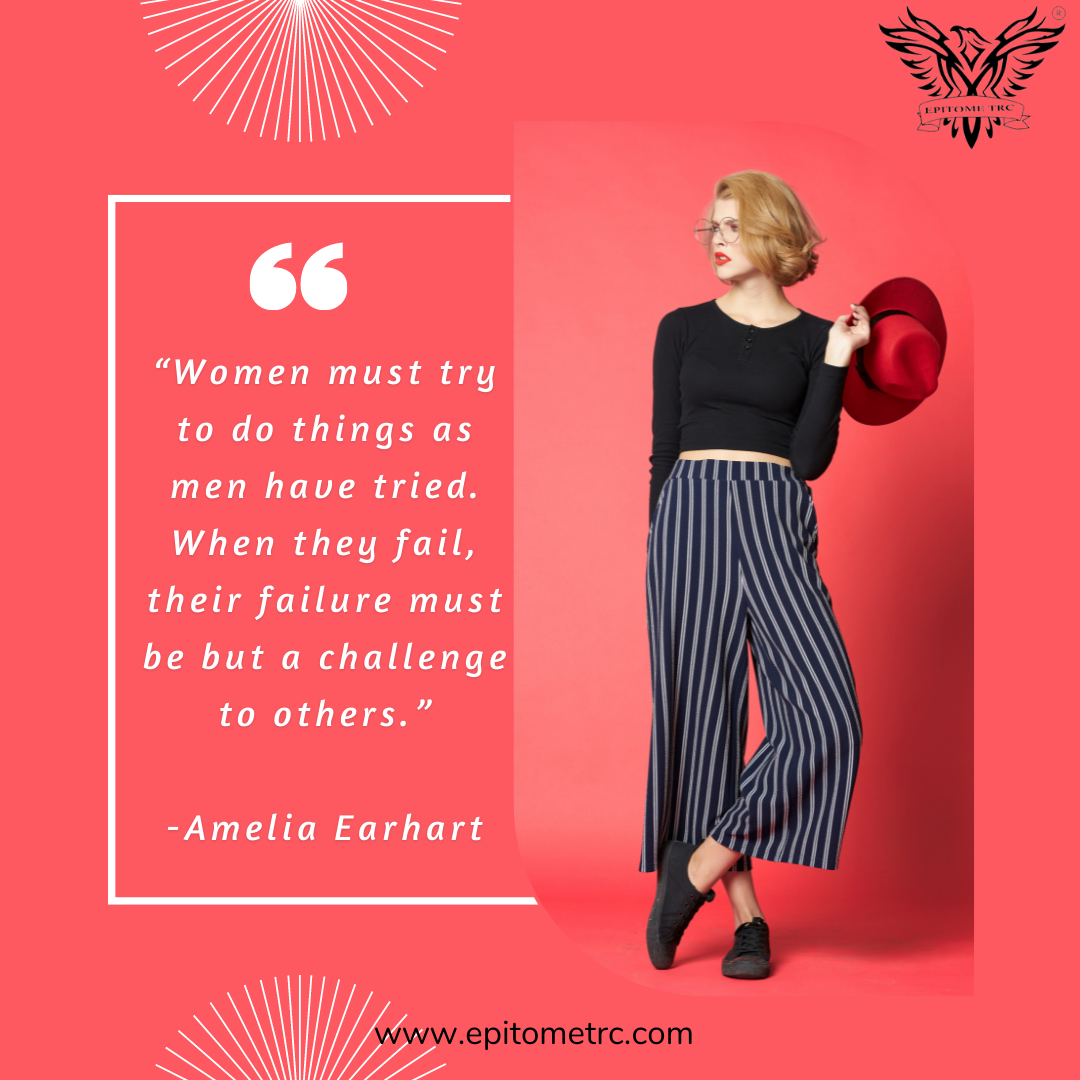 EPITOME TRC
®
“Women must try
to do things as
men have tried.
When they fail,
their failure must
be but a challenge
to others.”
-Amelia Earhart
www.epitometrc.com